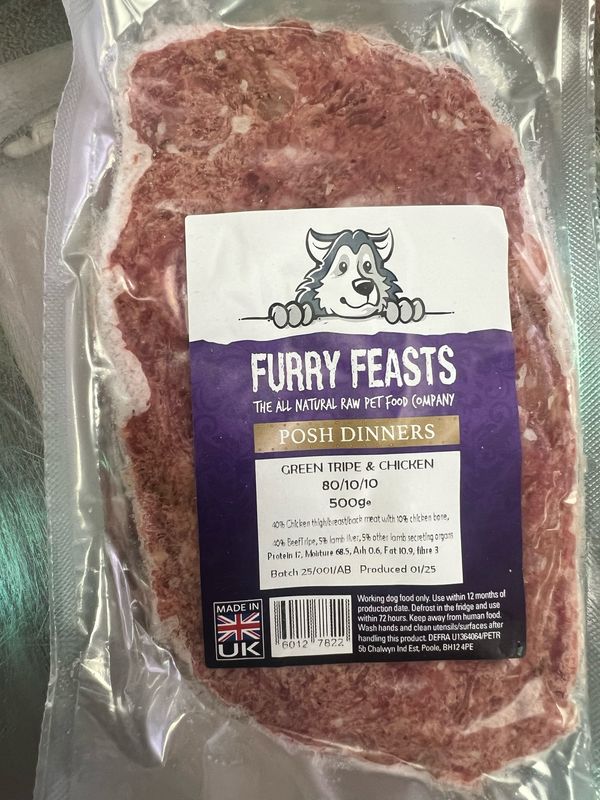 FURRY FEASTS
THE ALL NATURAL RAW PET FOOD COMPANY
POSH DINNERS
GREEN TRIPE & CHICKEN
80/10/10
500g℮
40% Chicken thigh/breast/back meat with 10% chicken bone,
40% Beef Tripe, 5% lamb liver, 5% other lamb secreting organs
Protein 17, Moisture 68.5, Ash 0.6, Fat 10.9, fibre 3
Batch 25/001/AB Produced 01/25
MADE IN
UK
6012 7822
Working dog food only. Use within 12 months of
production date. Defrost in the fridge and use
within 72 hours. Keep away from human food.
Wash hands and clean utensils/surfaces after
handling this product. DEFRA U1364064/PETR
5b Chalwyn Ind Est, Poole, BH12 4PE